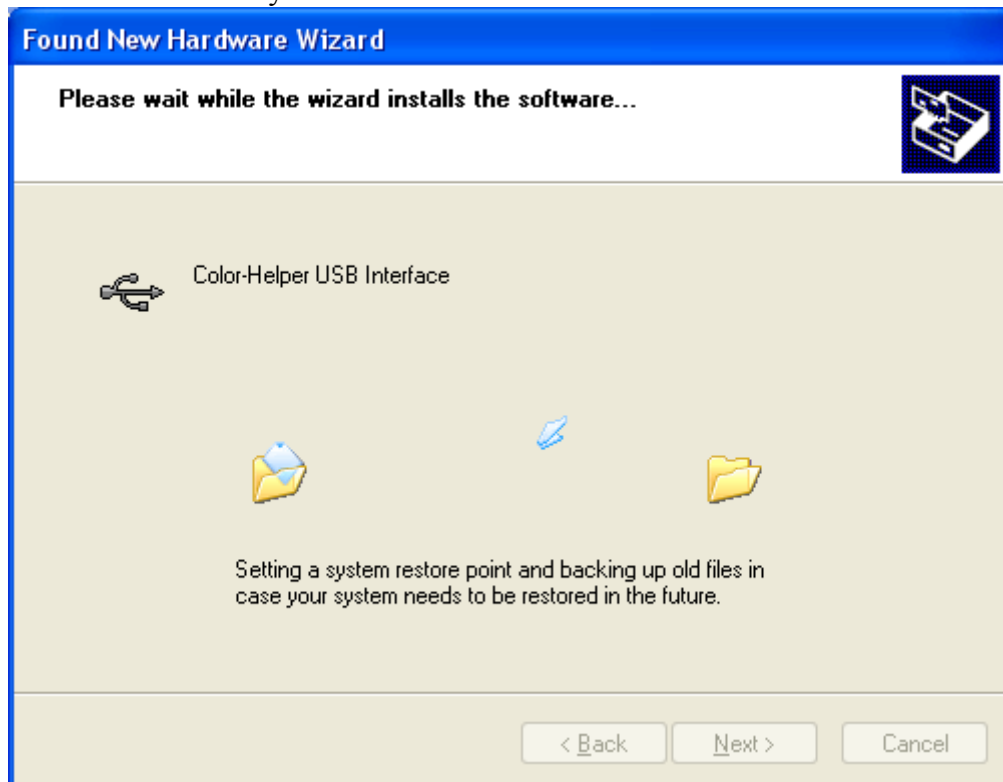 Found New Hardware Wizard
Please wait while the wizard installs the software...
Color-Helper USB Interface
Setting a system restore point and backing up old files in
case your system needs to be restored in the future.
< Back Next > Cancel